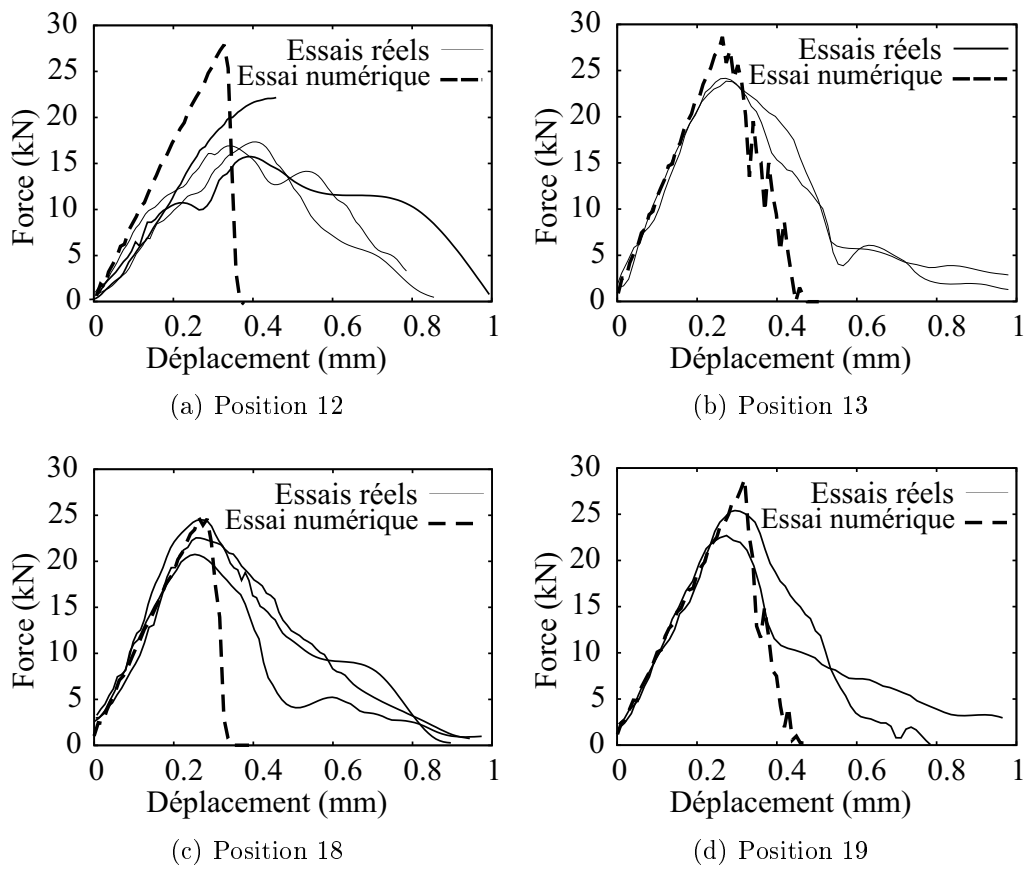 30
25
20
15
10
5
0
Force (kN)
Essais réels
Essai numérique
0 0.2 0.4 0.6 0.8 1
Déplacement (mm)
(a) Position 12
30
25
20
15
10
5
0
Force (kN)
Essais réels
Essai numérique
0 0.2 0.4 0.6 0.8 1
Déplacement (mm)
(b) Position 13
30
25
20
15
10
5
0
Force (kN)
Essais réels
Essai numérique
0 0.2 0.4 0.6 0.8 1
Déplacement (mm)
(c) Position 18
30
25
20
15
10
5
0
Force (kN)
Essais réels
Essai numérique
0 0.2 0.4 0.6 0.8 1
Déplacement (mm)
(d) Position 19